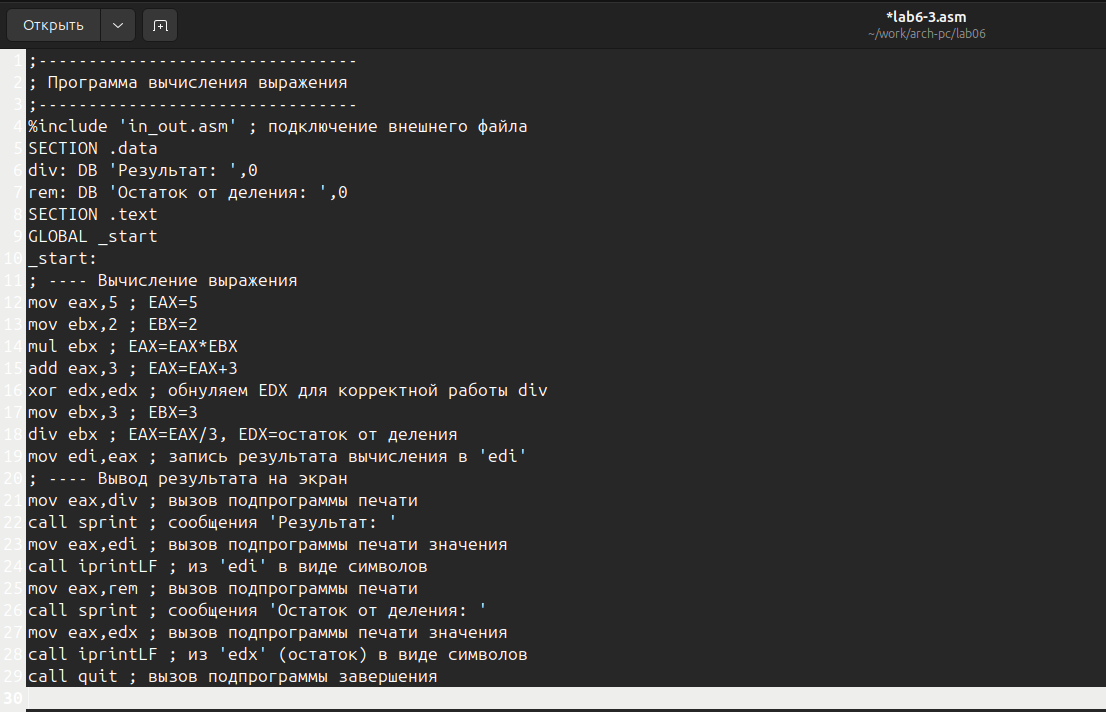 Открыть
*lab6-3.asm
~/work/arch-pc/lab06
1 ;--------------------------------
2 ; Программа вычисления выражения
3 ;--------------------------------
4 %include 'in_out.asm' ; подключение внешнего файла
5 SECTION .data
6 div: DB 'Результат: ',0
7 rem: DB 'Остаток от деления: ',0
8 SECTION .text
9 GLOBAL _start
10 _start:
11 ; ---- Вычисление выражения
12 mov eax,5 ; EAX=5
13 mov ebx,2 ; EBX=2
14 mul ebx ; EAX=EAX*EBX
15 add eax,3 ; EAX=EAX+3
16 xor edx,edx ; обнуляем EDX для корректной работы div
17 mov ebx,3 ; EBX=3
18 div ebx ; EAX=EAX/3, EDX=остаток от деления
19 mov edi,eax ; запись результата вычисления в 'edi'
20 ; ---- Вывод результата на экран
21 mov eax,div ; вызов подпрограммы печати
22 call sprint ; сообщения 'Результат: '
23 mov eax,edi ; вызов подпрограммы печати значения
24 call iprintLF ; из 'edi' в виде символов
25 mov eax,rem ; вызов подпрограммы печати
26 call sprint ; сообщения 'Остаток от деления: '
27 mov eax,edx ; вызов подпрограммы печати значения
28 call iprintLF ; из 'edx' (остаток) в виде символов
29 call quit ; вызов подпрограммы завершения
30